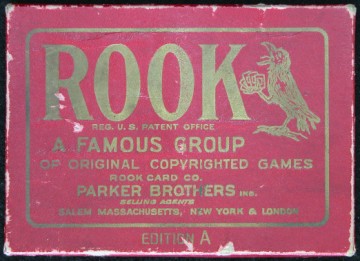 ROOK
REG. U.S. PATENT OFFICE
A FAMOUS GROUP
OF ORIGINAL COPYRIGHTED GAMES
ROOK CARD CO.
PARKER BROTHERS INC.
SELLING AGENTS
SALEM MASSACHUSETTS, NEW YORK & LONDON
EDITION A